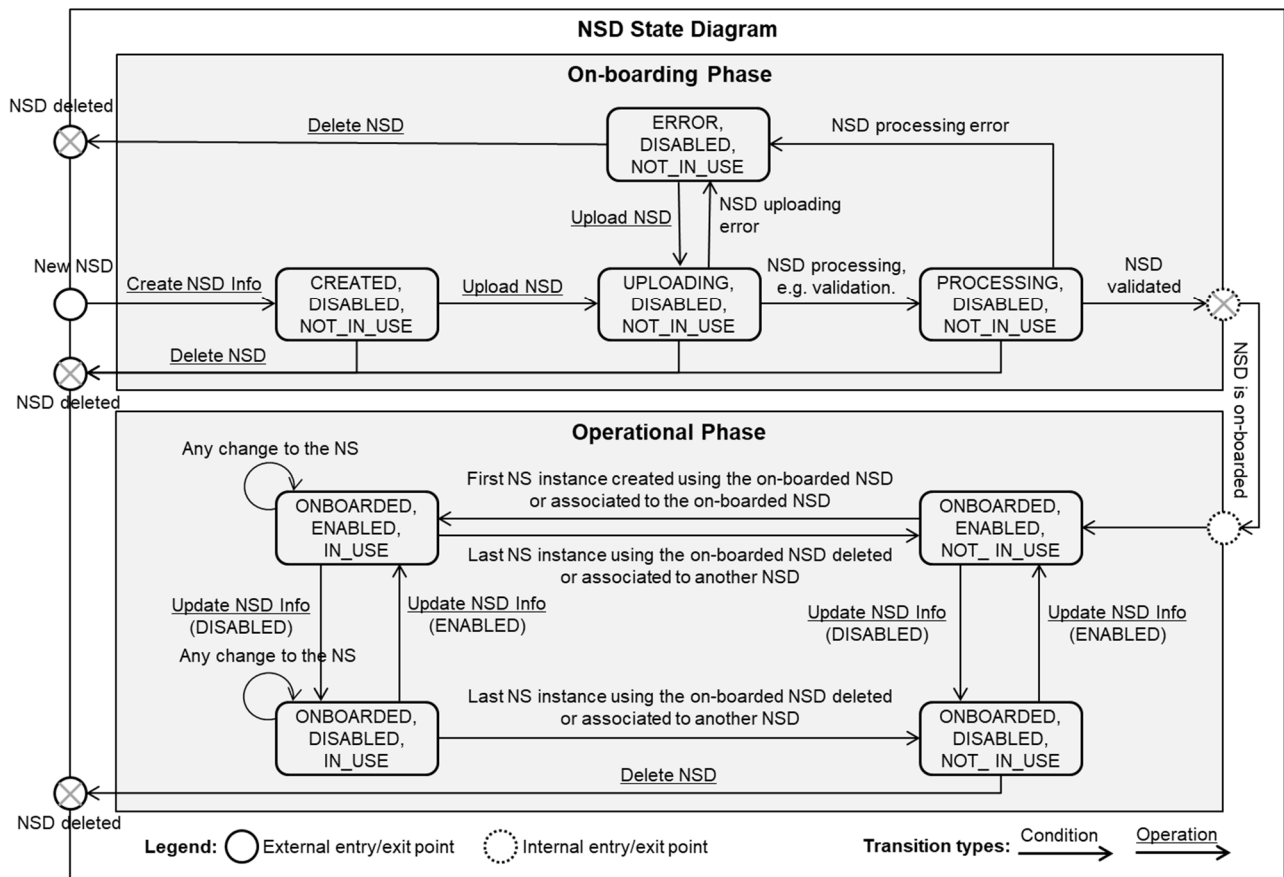 NSD State Diagram
On-boarding Phase
NSD deleted
Delete NSD
ERROR,
DISABLED,
NOT_IN_USE
NSD processing error
Upload NSD
NSD uploading
error
New NSD
Create NSD Info
CREATED,
DISABLED,
NOT_IN_USE
Upload NSD
UPLOADING,
DISABLED,
NOT_IN_USE
NSD processing,
e.g. validation.
PROCESSING,
DISABLED,
NOT_IN_USE
NSD
validated
Delete NSD
NSD deleted
NSD is on-boarded
Operational Phase
Any change to the NS
ONBOARDED,
ENABLED,
IN_USE
First NS instance created using the on-boarded NSD
or associated to the on-boarded NSD
Last NS instance using the on-boarded NSD deleted
or associated to another NSD
ONBOARDED,
ENABLED,
NOT_ IN_USE
Update NSD Info
(DISABLED)
Update NSD Info
(ENABLED)
Update NSD Info
(DISABLED)
Update NSD Info
(ENABLED)
Any change to the NS
ONBOARDED,
DISABLED,
IN_USE
Last NS instance using the on-boarded NSD deleted
or associated to another NSD
ONBOARDED,
DISABLED,
NOT_ IN_USE
Delete NSD
NSD deleted
Legend: External entry/exit point Internal entry/exit point Transition types: Condition Operation